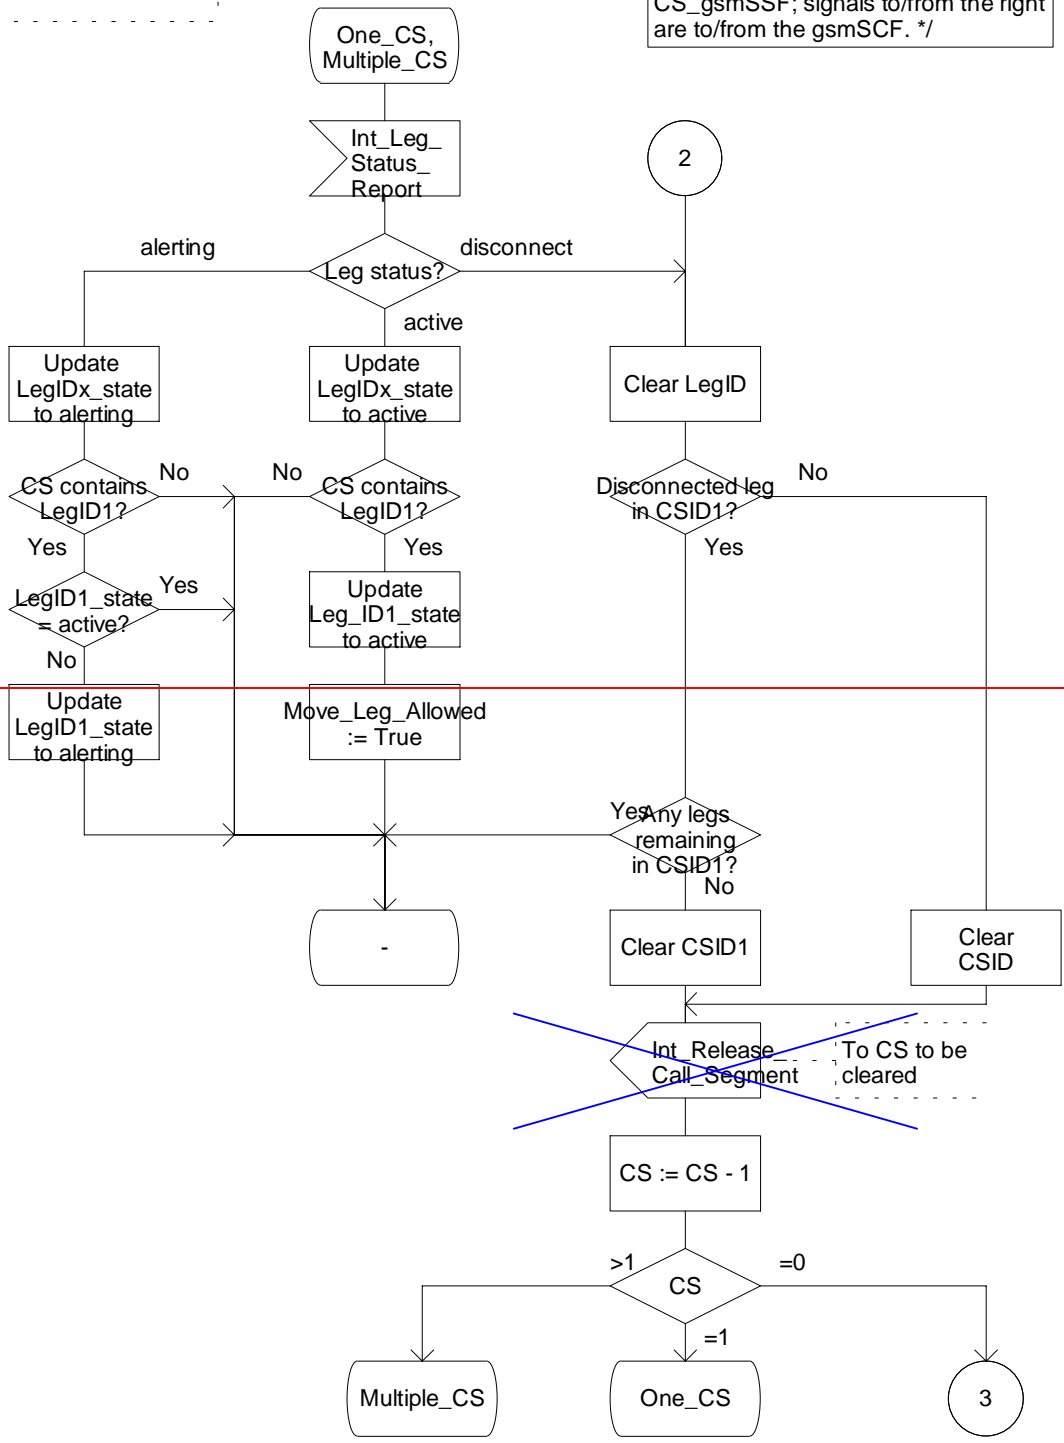 CS_gsmSSF; signals to/from the right
are to/from the gsmSCF. */
One_CS,
Multiple_CS
Int_Leg_
Status_
Report
2
alerting
Leg status?
disconnect
active
Update
LegIDx_state
to alerting
Update
LegIDx_state
to active
Clear LegID
CS contains
LegID1?
No
No
CS contains
LegID1?
Disconnected leg
in CSID1?
No
Yes
Yes
Yes
LegID1_state
= active?
Yes
Update
Leg_ID1_state
to active
No
Update
LegID1_state
to alerting
Move_Leg_Allowed
:= True
Yes
Any legs
remaining
in CSID1?
No
-
Clear CSID1
Clear
CSID
Int_Release_
Call_Segment
To CS to be
cleared
CS := CS - 1
>1
CS
=0
=1
Multiple_CS
One_CS
3